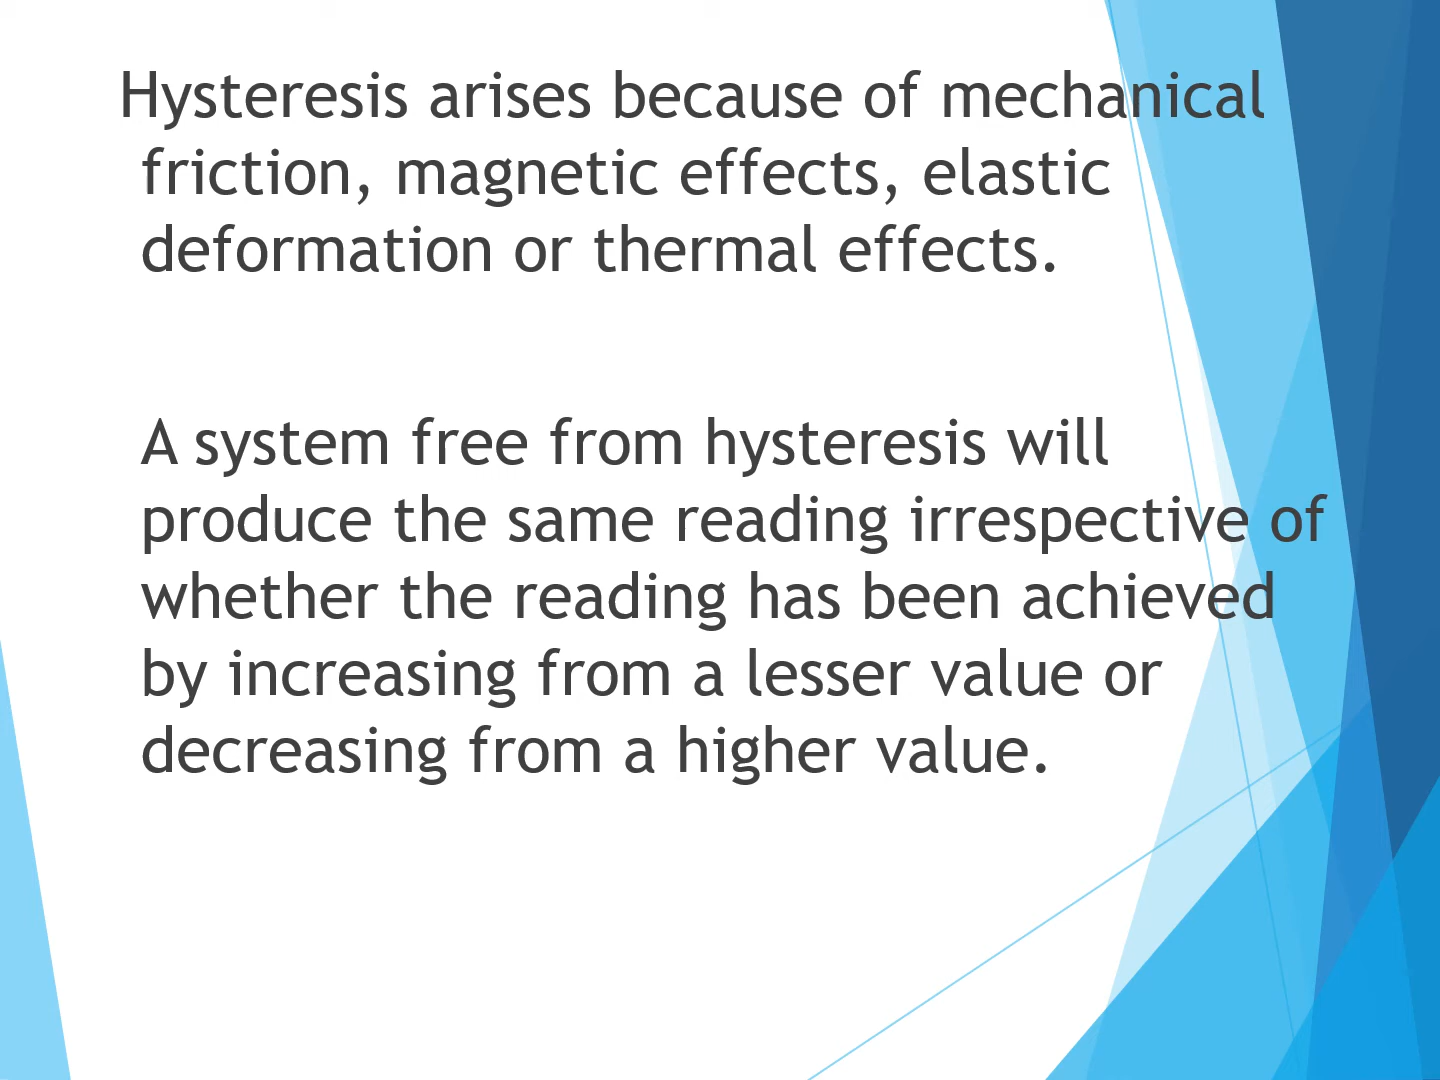 Hysteresis arises because of mechanical
friction, magnetic effects, elastic
deformation or thermal effects.
A system free from hysteresis will
produce the same reading irrespective of
whether the reading has been achieved
by increasing from a lesser value or
decreasing from a higher value.